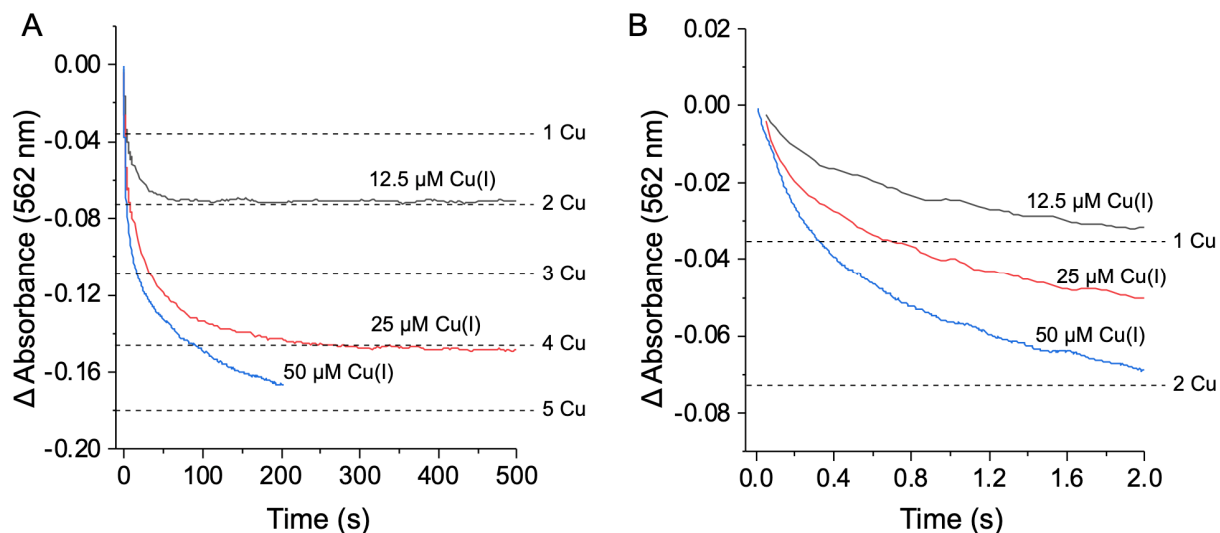 A
Δ Absorbance (562 nm)
0.00
-0.04
-0.08
-0.12
-0.16
-0.20
0
100
200
300
400
500
Time (s)
1 Cu
2 Cu
3 Cu
4 Cu
5 Cu
12.5 μM Cu(I)
25 μM Cu(I)
50 μM Cu(I)
B
Δ Absorbance (562 nm)
0.02
0.00
-0.02
-0.04
-0.06
-0.08
0.0
0.4
0.8
1.2
1.6
2.0
Time (s)
12.5 μM Cu(I)
1 Cu
25 μM Cu(I)
50 μM Cu(I)
2 Cu